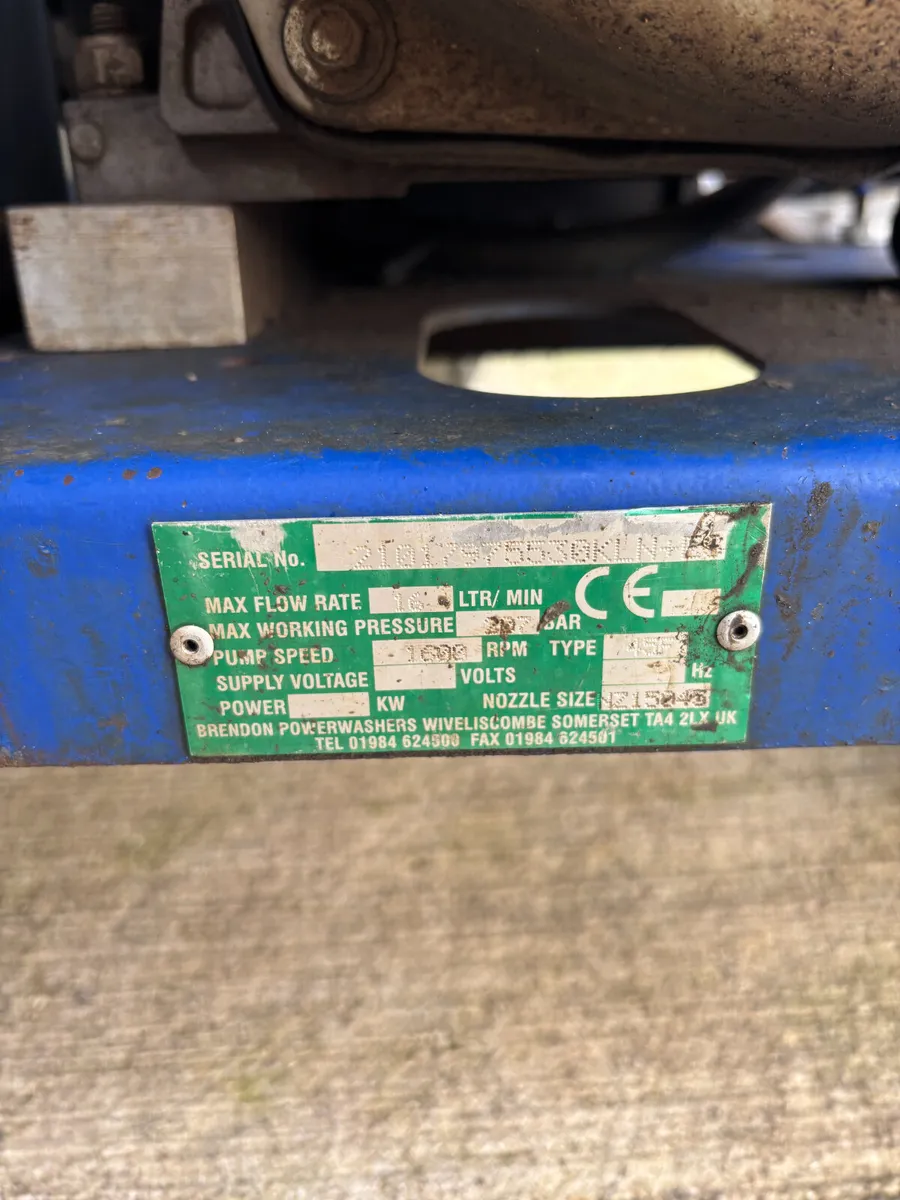 SERIAL No.
MAX FLOW RATE 16 LTR/ MIN CE
MAX WORKING PRESSURE BAR
PUMP SPEED 1600 RPM TYPE
SUPPLY VOLTAGE VOLTS Hz
POWER KW NOZZLE SIZE NZ15045
BRENDON POWERWASHERS WIVELISCOMBE SOMERSET TA4 2LX UK
TEL 01984 624500 FAX 01984 624501